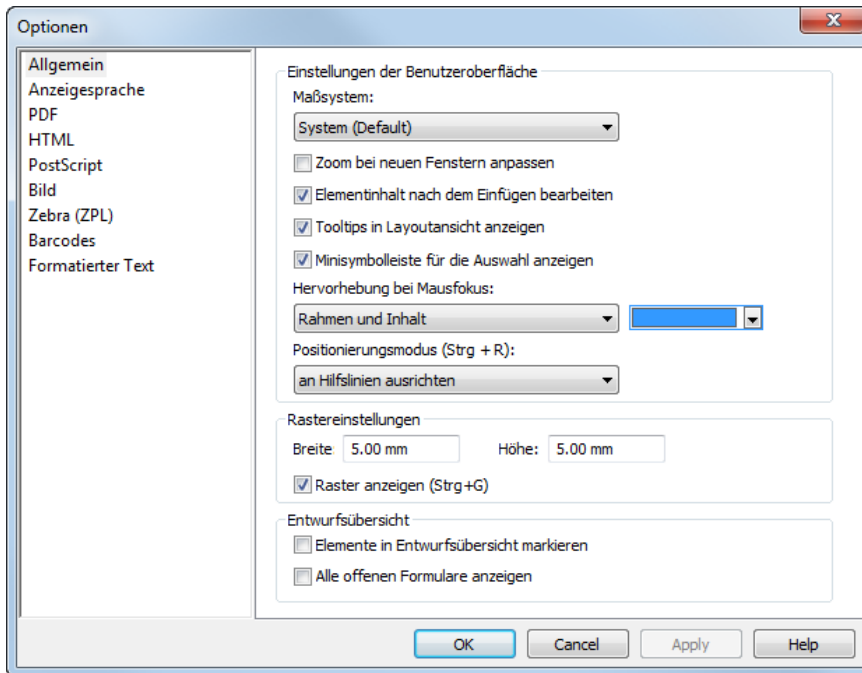 Optionen
Allgemein
Anzeigesprache
PDF
HTML
PostScript
Bild
Zebra (ZPL)
Barcodes
Formatierter Text
Einstellungen der Benutzeroberfläche
Maßsystem:
System (Default)
Zoom bei neuen Fenstern anpassen
Elementinhalt nach dem Einfügen bearbeiten
Tooltips in Layoutansicht anzeigen
Minisymbolleiste für die Auswahl anzeigen
Hervorhebung bei Mausfokus:
Rahmen und Inhalt
Positionierungsmodus (Strg + R):
an Hilfslinien ausrichten
Rastereinstellungen
Breite 5.00 mm Höhe: 5.00 mm
Raster anzeigen (Strg+G)
Entwurfsübersicht
Elemente in Entwurfsübersicht markieren
Alle offenen Formulare anzeigen
OK Cancel Apply Help